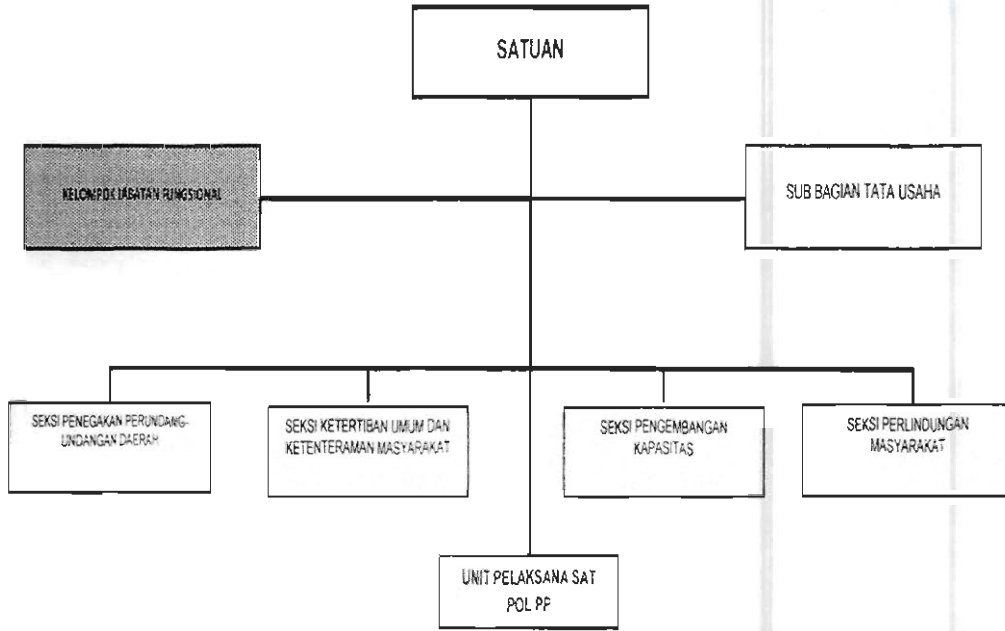 SATUAN
KELOMPOK JABATAN FUNGSIONAL
SUB BAGIAN TATA USAHA
SEKSI PENEGAKAN PERUNDANG-
UNDANGAN DAERAH
SEKSI KETERTIBAN UMUM DAN
KETENTERAMAN MASYARAKAT
SEKSI PENGEMBANGAN
KAPASITAS
SEKSI PERLINDUNGAN
MASYARAKAT
UNIT PELAKSANA SAT
POL PP